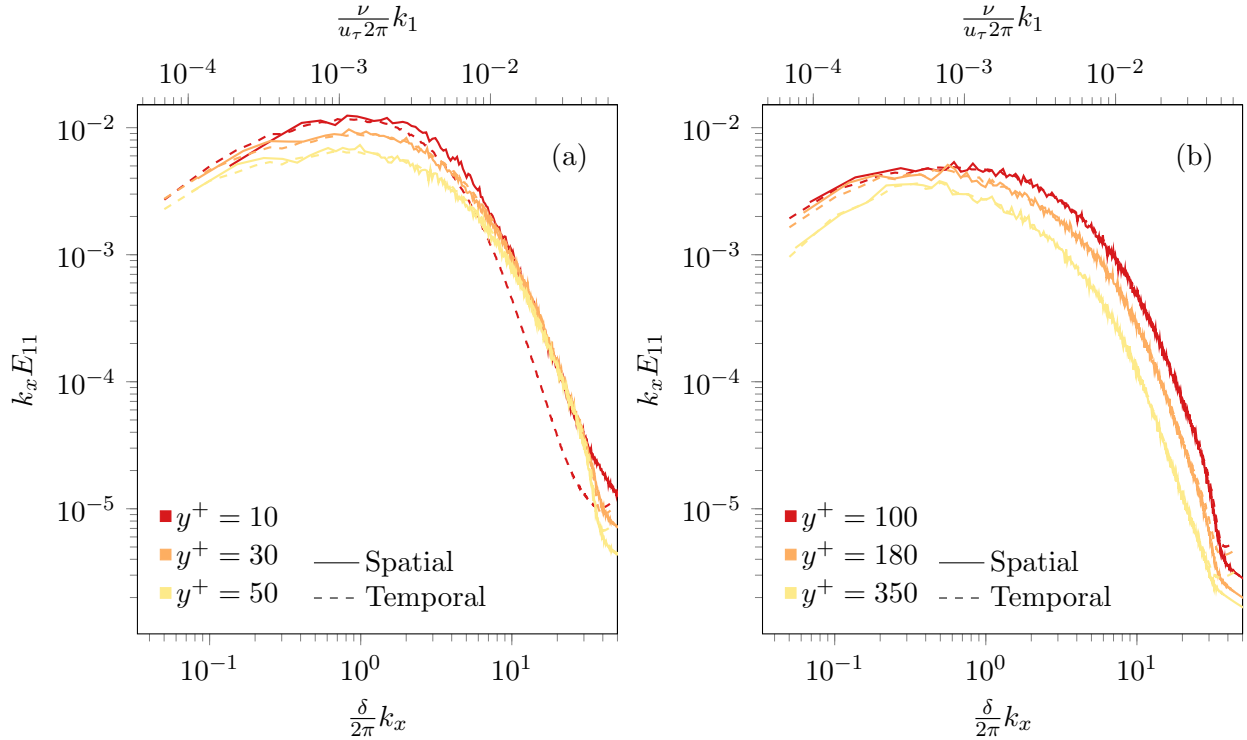 ν/(u_τ 2π) k_1
10^−4 10^−3 10^−2
10^−2
10^−3
10^−4
10^−5
k_x E_11
(a)
y^+ = 10
y^+ = 30
y^+ = 50
Spatial
Temporal
10^−1 10^0 10^1
δ/2π k_x
ν/(u_τ 2π) k_1
10^−4 10^−3 10^−2
10^−2
10^−3
10^−4
10^−5
k_x E_11
(b)
y^+ = 100
y^+ = 180
y^+ = 350
Spatial
Temporal
10^−1 10^0 10^1
δ/2π k_x